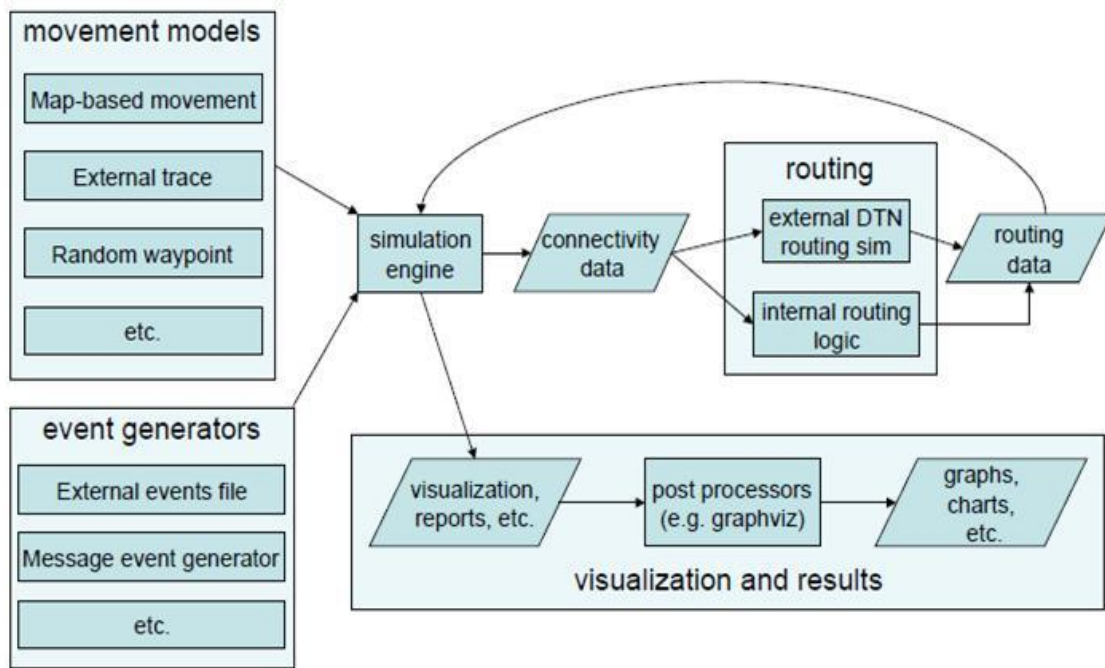 movement models
Map-based movement
External trace
Random waypoint
etc.
event generators
External events file
Message event generator
etc.
simulation
engine
connectivity
data
routing
external DTN
routing sim
internal routing
logic
routing
data
visualization,
reports, etc.
post processors
(e.g. graphviz)
graphs,
charts,
etc.
visualization and results